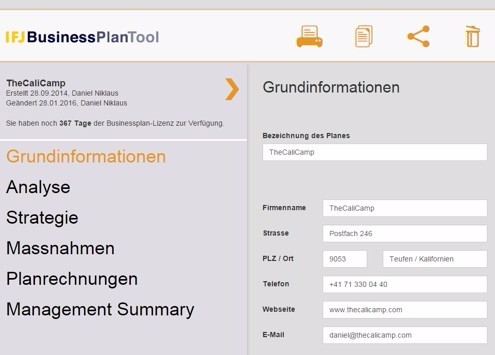 IFJBusinessPlanTool
TheCaliCamp
Erstellt 28.09.2014, Daniel Niklaus
Geändert 28.01.2016, Daniel Niklaus
Sie haben noch 367 Tage der Businessplan-Lizenz zur Verfügung.
Grundinformationen
Analyse
Strategie
Massnahmen
Planrechnungen
Management Summary
Grundinformationen
Bezeichnung des Planes
TheCaliCamp
Firmenname TheCaliCamp
Strasse Postfach 246
PLZ / Ort 9053 Teufen / Kalifornien
Telefon +41 71 330 04 40
Webseite www.thecalicamp.com
E-Mail daniel@thecalicamp.com